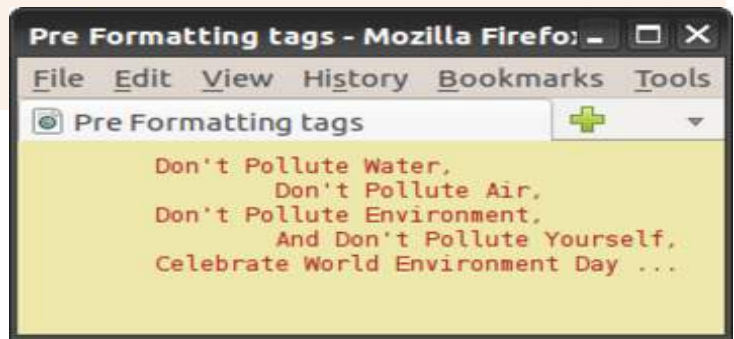 Pre Formatting tags - Mozilla Firefo
File Edit View History Bookmarks Tools
Pre Formatting tags
Don't Pollute Water,
Don't Pollute Air,
Don't Pollute Environment,
And Don't Pollute Yourself,
Celebrate World Environment Day ...